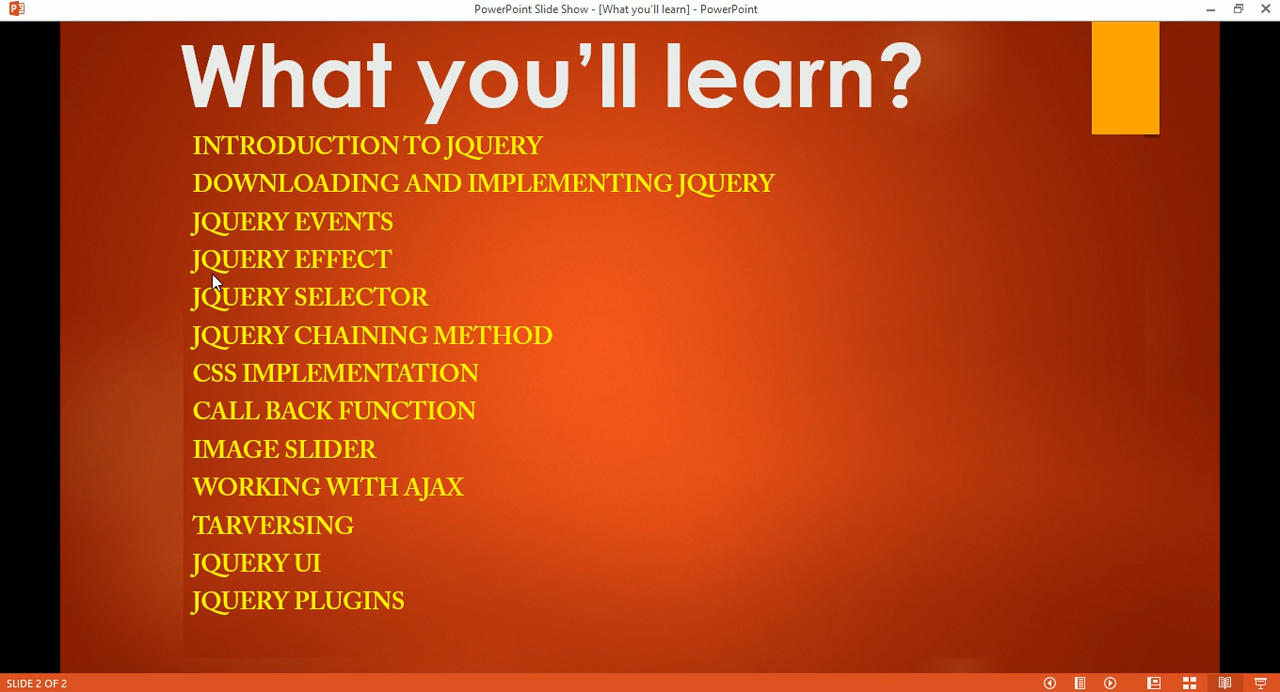 PowerPoint Slide Show - [What you'll learn] - PowerPoint
What you’ll learn?
INTRODUCTION TO JQUERY
DOWNLOADING AND IMPLEMENTING JQUERY
JQUERY EVENTS
JQUERY EFFECT
JQUERY SELECTOR
JQUERY CHAINING METHOD
CSS IMPLEMENTATION
CALL BACK FUNCTION
IMAGE SLIDER
WORKING WITH AJAX
TARVERSING
JQUERY UI
JQUERY PLUGINS
SLIDE 2 OF 2